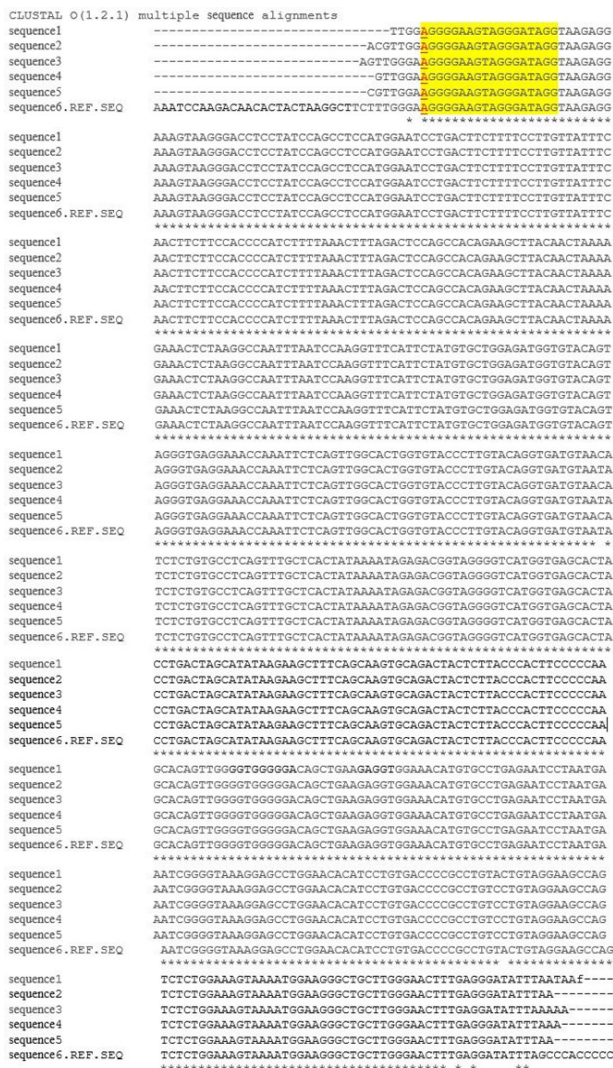 CLUSTAL O(1.2.1) multiple sequence alignments
sequence1 -------------------------------TTGGAGGGGAAGTAGGGATAGGTAAGAGG
sequence2 ----------------------------ACGTTGGAGGGGAAGTAGGGATAGGTAAGAGG
sequence3 ---------------------------AGTTGGGAAGGGGAAGTAGGGATAGGTAAGAGG
sequence4 -----------------------------GTTGGAAGGGGAAGTAGGGATAGGTAAGAGG
sequence5 ----------------------------CGTTGGAAGGGGAAGTAGGGATAGGTAAGAGG
sequence6.REF.SEQ AAATCCAAGACAACACTACTAAGGCTTCTTTGGGAAGGGGAAGTAGGGATAGGTAAGAGG
* *************************
sequence1 AAAGTAAGGGACCTCCTATCCAGCCTCCATGGAATCCTGACTTCTTTTCCTTGTTATTTC
sequence2 AAAGTAAGGGACCTCCTATCCAGCCTCCATGGAATCCTGACTTCTTTTCCTTGTTATTTC
sequence3 AAAGTAAGGGACCTCCTATCCAGCCTCCATGGAATCCTGACTTCTTTTCCTTGTTATTTC
sequence4 AAAGTAAGGGACCTCCTATCCAGCCTCCATGGAATCCTGACTTCTTTTCCTTGTTATTTC
sequence5 AAAGTAAGGGACCTCCTATCCAGCCTCCATGGAATCCTGACTTCTTTTCCTTGTTATTTC
sequence6.REF.SEQ AAAGTAAGGGACCTCCTATCCAGCCTCCATGGAATCCTGACTTCTTTTCCTTGTTATTTC
************************************************************
sequence1 AACTTCTTCCACCCCATCTTTTAAACTTTAGACTCCAGCCACAGAAGCTTACAACTAAAA
sequence2 AACTTCTTCCACCCCATCTTTTAAACTTTAGACTCCAGCCACAGAAGCTTACAACTAAAA
sequence3 AACTTCTTCCACCCCATCTTTTAAACTTTAGACTCCAGCCACAGAAGCTTACAACTAAAA
sequence4 AACTTCTTCCACCCCATCTTTTAAACTTTAGACTCCAGCCACAGAAGCTTACAACTAAAA
sequence5 AACTTCTTCCACCCCATCTTTTAAACTTTAGACTCCAGCCACAGAAGCTTACAACTAAAA
sequence6.REF.SEQ AACTTCTTCCACCCCATCTTTTAAACTTTAGACTCCAGCCACAGAAGCTTACAACTAAAA
************************************************************
sequence1 GAAACTCTAAGGCCAATTTAATCCAAGGTTTCATTCTATGTGCTGGAGATGGTGTACAGT
sequence2 GAAACTCTAAGGCCAATTTAATCCAAGGTTTCATTCTATGTGCTGGAGATGGTGTACAGT
sequence3 GAAACTCTAAGGCCAATTTAATCCAAGGTTTCATTCTATGTGCTGGAGATGGTGTACAGT
sequence4 GAAACTCTAAGGCCAATTTAATCCAAGGTTTCATTCTATGTGCTGGAGATGGTGTACAGT
sequence5 GAAACTCTAAGGCCAATTTAATCCAAGGTTTCATTCTATGTGCTGGAGATGGTGTACAGT
sequence6.REF.SEQ GAAACTCTAAGGCCAATTTAATCCAAGGTTTCATTCTATGTGCTGGAGATGGTGTACAGT
************************************************************
sequence1 AGGGTGAGGAAACCAAATTCTCAGTTGGCACTGGTGTACCCTTGTACAGGTGATGTAACA
sequence2 AGGGTGAGGAAACCAAATTCTCAGTTGGCACTGGTGTACCCTTGTACAGGTGATGTAATA
sequence3 AGGGTGAGGAAACCAAATTCTCAGTTGGCACTGGTGTACCCTTGTACAGGTGATGTAACA
sequence4 AGGGTGAGGAAACCAAATTCTCAGTTGGCACTGGTGTACCCTTGTACAGGTGATGTAATA
sequence5 AGGGTGAGGAAACCAAATTCTCAGTTGGCACTGGTGTACCCTTGTACAGGTGATGTAACA
sequence6.REF.SEQ AGGGTGAGGAAACCAAATTCTCAGTTGGCACTGGTGTACCCTTGTACAGGTGATGTAATA
********************************************************** *
sequence1 TCTCTGTGCCTCAGTTTGCTCACTATAAAATAGAGACGGTAGGGGTCATGGTGAGCACTA
sequence2 TCTCTGTGCCTCAGTTTGCTCACTATAAAATAGAGACGGTAGGGGTCATGGTGAGCACTA
sequence3 TCTCTGTGCCTCAGTTTGCTCACTATAAAATAGAGACGGTAGGGGTCATGGTGAGCACTA
sequence4 TCTCTGTGCCTCAGTTTGCTCACTATAAAATAGAGACGGTAGGGGTCATGGTGAGCACTA
sequence5 TCTCTGTGCCTCAGTTTGCTCACTATAAAATAGAGACGGTAGGGGTCATGGTGAGCACTA
sequence6.REF.SEQ TCTCTGTGCCTCAGTTTGCTCACTATAAAATAGAGACGGTAGGGGTCATGGTGAGCACTA
************************************************************
sequence1 CCTGACTAGCATATAAGAAGCTTTCAGCAAGTGCAGACTACTCTTACCCACTTCCCCCAA
sequence2 CCTGACTAGCATATAAGAAGCTTTCAGCAAGTGCAGACTACTCTTACCCACTTCCCCCAA
sequence3 CCTGACTAGCATATAAGAAGCTTTCAGCAAGTGCAGACTACTCTTACCCACTTCCCCCAA
sequence4 CCTGACTAGCATATAAGAAGCTTTCAGCAAGTGCAGACTACTCTTACCCACTTCCCCCAA
sequence5 CCTGACTAGCATATAAGAAGCTTTCAGCAAGTGCAGACTACTCTTACCCACTTCCCCCAA
sequence6.REF.SEQ CCTGACTAGCATATAAGAAGCTTTCAGCAAGTGCAGACTACTCTTACCCACTTCCCCCAA
************************************************************
sequence1 GCACAGTTGGGGTGGGGGACAGCTGAAGAGGTGGAAACATGTGCCTGAGAATCCTAATGA
sequence2 GCACAGTTGGGGTGGGGGACAGCTGAAGAGGTGGAAACATGTGCCTGAGAATCCTAATGA
sequence3 GCACAGTTGGGGTGGGGGACAGCTGAAGAGGTGGAAACATGTGCCTGAGAATCCTAATGA
sequence4 GCACAGTTGGGGTGGGGGACAGCTGAAGAGGTGGAAACATGTGCCTGAGAATCCTAATGA
sequence5 GCACAGTTGGGGTGGGGGACAGCTGAAGAGGTGGAAACATGTGCCTGAGAATCCTAATGA
sequence6.REF.SEQ GCACAGTTGGGGTGGGGGACAGCTGAAGAGGTGGAAACATGTGCCTGAGAATCCTAATGA
************************************************************
sequence1 AATCGGGGTAAAGGAGCCTGGAACACATCCTGTGACCCCGCCTGTACTGTAGGAAGCCAG
sequence2 AATCGGGGTAAAGGAGCCTGGAACACATCCTGTGACCCCGCCTGTCCTGTAGGAAGCCAG
sequence3 AATCGGGGTAAAGGAGCCTGGAACACATCCTGTGACCCCGCCTGTCCTGTAGGAAGCCAG
sequence4 AATCGGGGTAAAGGAGCCTGGAACACATCCTGTGACCCCGCCTGTCCTGTAGGAAGCCAG
sequence5 AATCGGGGTAAAGGAGCCTGGAACACATCCTGTGACCCCGCCTGTCCTGTAGGAAGCCAG
sequence6.REF.SEQ AATCGGGGTAAAGGAGCCTGGAACACATCCTGTGACCCCGCCTGTACTGTAGGAAGCCAG
********************************************* **************
sequence1 TCTCTGGAAAGTAAAATGGAAGGGCTGCTTGGGAACTTTGAGGGATATTTAATAAf----
sequence2 TCTCTGGAAAGTAAAATGGAAGGGCTGCTTGGGAACTTTGAGGGATATTTAA--------
sequence3 TCTCTGGAAAGTAAAATGGAAGGGCTGCTTGGGAACTTTGAGGGATATTTAAAAA-----
sequence4 TCTCTGGAAAGTAAAATGGAAGGGCTGCTTGGGAACTTTGAGGGATATTTAAA-------
sequence5 TCTCTGGAAAGTAAAATGGAAGGGCTGCTTGGGAACTTTGAGGGATATTTAA--------
sequence6.REF.SEQ TCTCTGGAAAGTAAAATGGAAGGGCTGCTTGGGAACTTTGAGGATATTTAGCCCACCCCC
******************************************* * * **